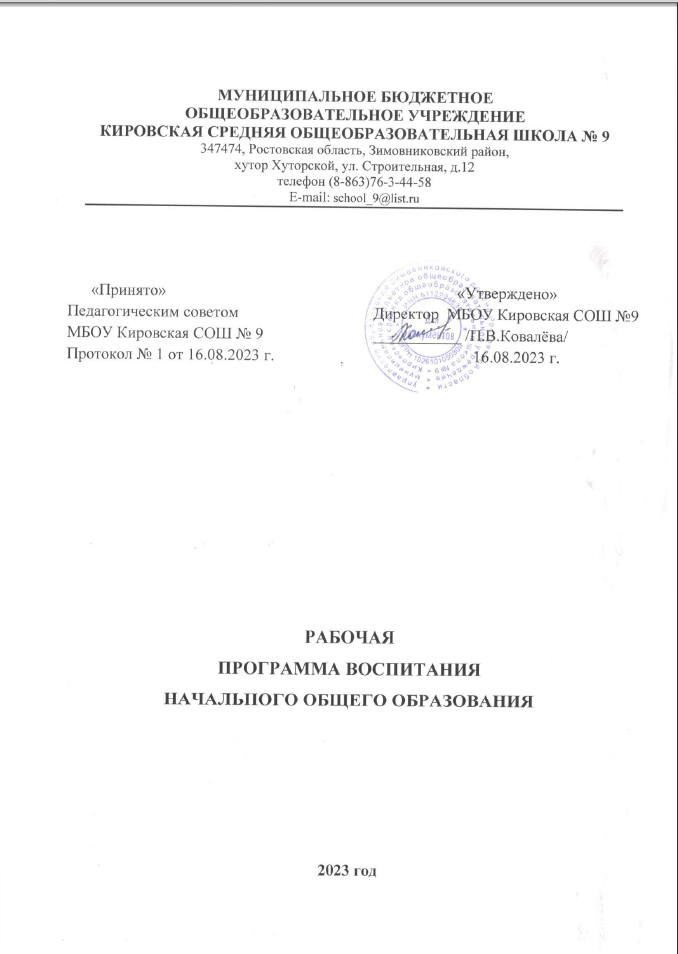 МУНИЦИПАЛЬНОЕ БЮДЖЕТНОЕ
ОБЩЕОБРАЗОВАТЕЛЬНОЕ УЧРЕЖДЕНИЕ
КИРОВСКАЯ СРЕДНЯЯ ОБЩЕОБРАЗОВАТЕЛЬНАЯ ШКОЛА № 9
347474, Ростовская область, Зимовниковский район,
хутор Хуторской, ул. Строительная, д.12
телефон (8-863)76-3-44-58
E-mail: school_9@list.ru
«Принято»
Педагогическим советом
МБОУ Кировская СОШ № 9
Протокол № 1 от 16.08.2023 г.
«Утверждено»
Директор МБОУ Кировская СОШ №9
/Л.В.Ковалёва/
16.08.2023 г.
РАБОЧАЯ
ПРОГРАММА ВОСПИТАНИЯ
НАЧАЛЬНОГО ОБЩЕГО ОБРАЗОВАНИЯ
2023 год